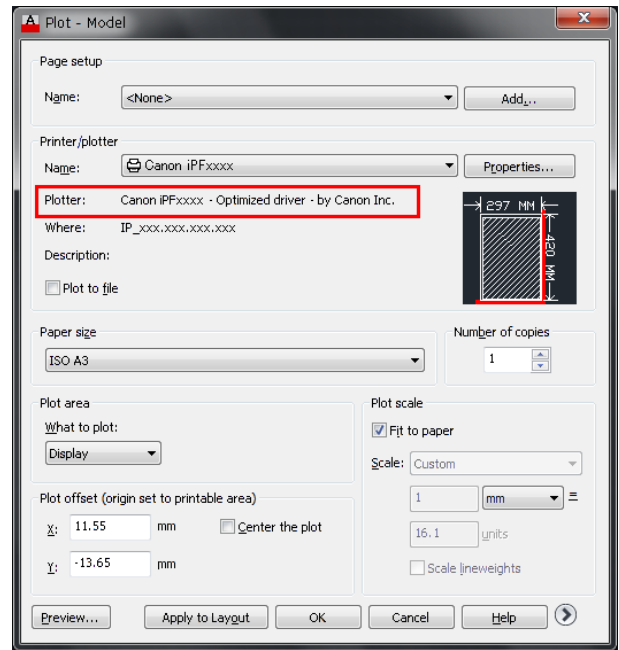 Plot - Model
Page setup
Name: <None> Add...
Printer/plotter
Name: Canon iPFxxxx Properties...
Plotter: Canon iPFxxxx - Optimized driver - by Canon Inc.
Where: IP_xxx.xxx.xxx.xxx
Description:
Plot to file
297 MM
420 MM
Paper size
ISO A3
Number of copies
1
Plot area
What to plot:
Display
Plot offset (origin set to printable area)
X: 11.55 mm Center the plot
Y: -13.65 mm
Plot scale
Fit to paper
Scale: Custom
1 mm =
16.1 units
Scale lineweights
Preview... Apply to Layout OK Cancel Help